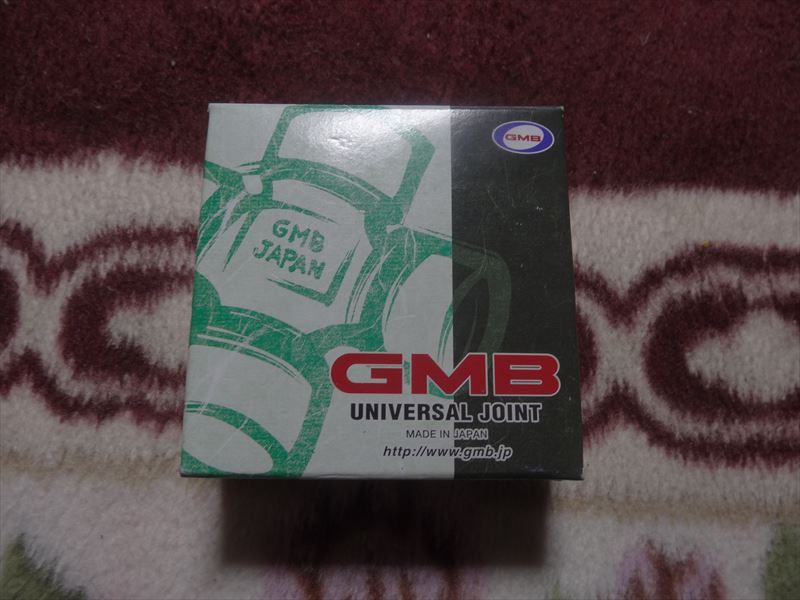 GMB
GMB
JAPAN
GMB
UNIVERSAL JOINT
MADE IN JAPAN
http://www.gmb.jp